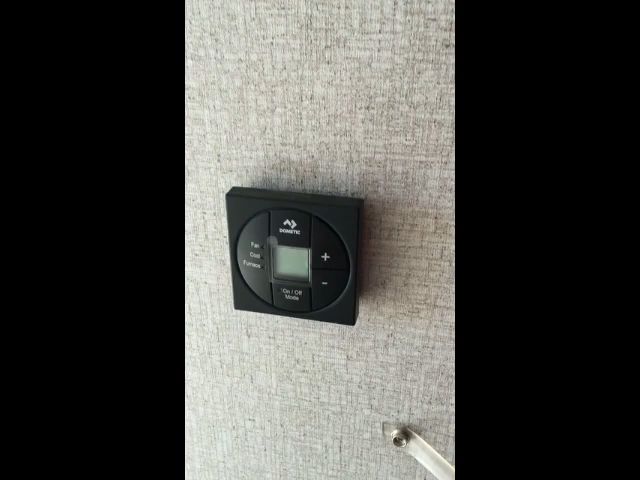 DOMETIC
Fan
Cool
Furnace
+
-
On / Off
Mode